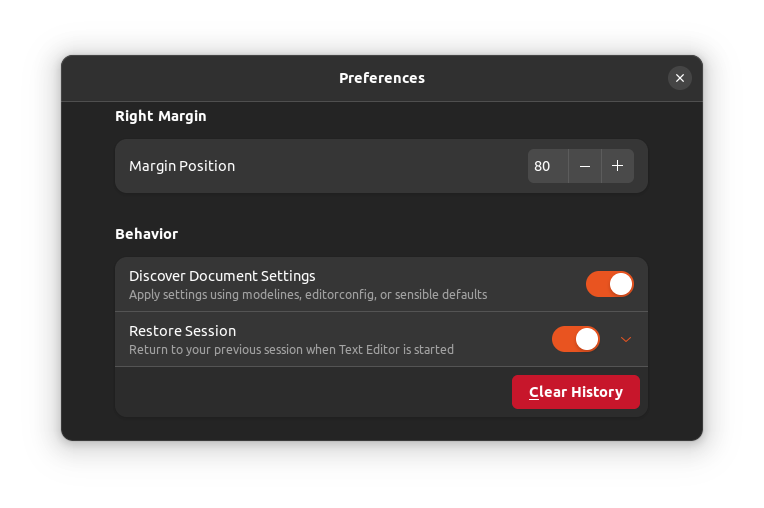 Preferences
Right Margin
Margin Position
80
Behavior
Discover Document Settings
Apply settings using modelines, editorconfig, or sensible defaults
Restore Session
Return to your previous session when Text Editor is started
Clear History